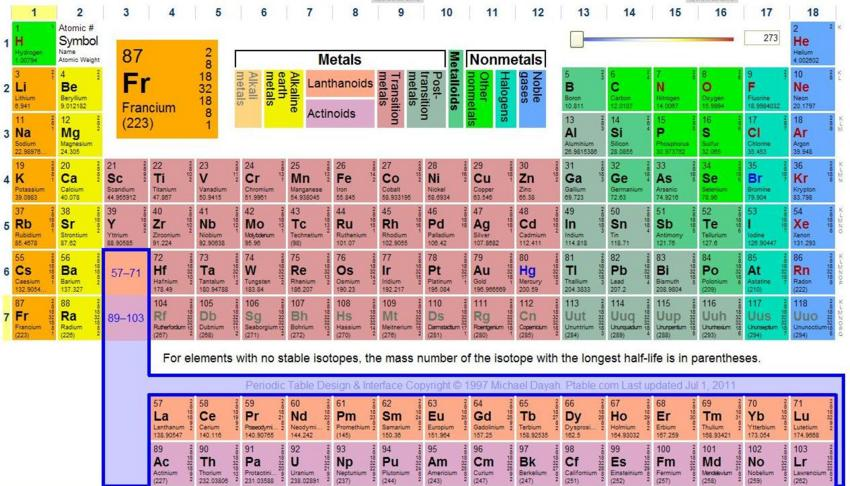 1 2 3 4 5 6 7 8 9 10 11 12 13 14 15 16 17 18
1
1
H
Hydrogen
1.00794
Atomic #
Symbol
Name
Atomic Weight
87
Fr
Francium
(223)
2
8
18
32
18
8
1
Metals
Alkali metals
Alkaline earth metals
Lanthanoids
Actinoids
Transition metals
Post-transition metals
Metalloids
Nonmetals
Other nonmetals
Halogens
Noble gases
273
2
He
Helium
4.002602
2
3 4 5 6 7 8 9 10
Li Be B C N O F Ne
Lithium Beryllium Boron Carbon Nitrogen Oxygen Fluorine Neon
6.941 9.012182 10.811 12.0107 14.0067 15.9994 18.9984032 20.1797
3
11 12 13 14 15 16 17 18
Na Mg Al Si P S Cl Ar
Sodium Magnesium Aluminium Silicon Phosphorus Sulfur Chlorine Argon
22.98976... 24.305 26.9815386 28.0855 30.973762 32.065 35.453 39.948
4
19 20 21 22 23 24 25 26 27 28 29 30 31 32 33 34 35 36
K Ca Sc Ti V Cr Mn Fe Co Ni Cu Zn Ga Ge As Se Br Kr
Potassium Calcium Scandium Titanium Vanadium Chromium Manganese Iron Cobalt Nickel Copper Zinc Gallium Germanium Arsenic Selenium Bromine Krypton
39.0983 40.078 44.955912 47.867 50.9415 51.9961 54.938045 55.845 58.933195 58.6934 63.546 65.38 69.723 72.63 74.9216 78.96 79.904 83.798
5
37 38 39 40 41 42 43 44 45 46 47 48 49 50 51 52 53 54
Rb Sr Y Zr Nb Mo Tc Ru Rh Pd Ag Cd In Sn Sb Te I Xe
Rubidium Strontium Yttrium Zirconium Niobium Molybdenum Technetium Ruthenium Rhodium Palladium Silver Cadmium Indium Tin Antimony Tellurium Iodine Xenon
85.4678 87.62 88.90585 91.224 92.90638 95.96 (98) 101.07 102.9055 106.42 107.8682 112.411 114.818 118.71 121.76 127.6 126.90447 131.293
6
55 56 57–71 72 73 74 75 76 77 78 79 80 81 82 83 84 85 86
Cs Ba Hf Ta W Re Os Ir Pt Au Hg Tl Pb Bi Po At Rn
Caesium Barium Hafnium Tantalum Tungsten Rhenium Osmium Iridium Platinum Gold Mercury Thallium Lead Bismuth Polonium Astatine Radon
132.9054... 137.327 178.49 180.94788 183.84 186.207 190.23 192.217 195.084 196.966569 200.59 204.3833 207.2 208.9804 (209) (210) (222)
7
87 88 89–103 104 105 106 107 108 109 110 111 112 113 114 115 116 117 118
Fr Ra Rf Db Sg Bh Hs Mt Ds Rg Cn Uut Uuq Uup Uuh Uus Uuo
Francium Radium Rutherfordium Dubnium Seaborgium Bohrium Hassium Meitnerium Darmstadtium Roentgenium Copernicium Ununtrium Ununquadium Ununpentium Ununhexium Ununseptium Ununoctium
(223) (226) (267) (268) (271) (272) (270) (276) (281) (280) (285) (284) (289) (288) (293) (294) (294)
For elements with no stable isotopes, the mass number of the isotope with the longest half-life is in parentheses.
Periodic Table Design & Interface Copyright © 1997 Michael Dayah. Ptable.com Last updated Jul 1, 2011
57 58 59 60 61 62 63 64 65 66 67 68 69 70 71
La Ce Pr Nd Pm Sm Eu Gd Tb Dy Ho Er Tm Yb Lu
Lanthanum Cerium Praseodymi... Neodymi... Promethium Samarium Europium Gadolinium Terbium Dysprosi... Holmium Erbium Thulium Ytterbium Lutetium
138.90547 140.116 140.90765 144.242 (145) 150.36 151.964 157.25 158.92535 162.5 164.93032 167.259 168.93421 173.054 174.9668
89 90 91 92 93 94 95 96 97 98 99 100 101 102 103
Ac Th Pa U Np Pu Am Cm Bk Cf Es Fm Md No Lr
Actinium Thorium Protactini... Uranium Neptunium Plutonium Americium Curium Berkelium Californium Einsteinium Fermium Mendelevium Nobelium Lawrencium
(227) 232.03806 231.03588 238.02891 (237) (244) (243) (247) (247) (251) (252) (257) (258) (259) (262)